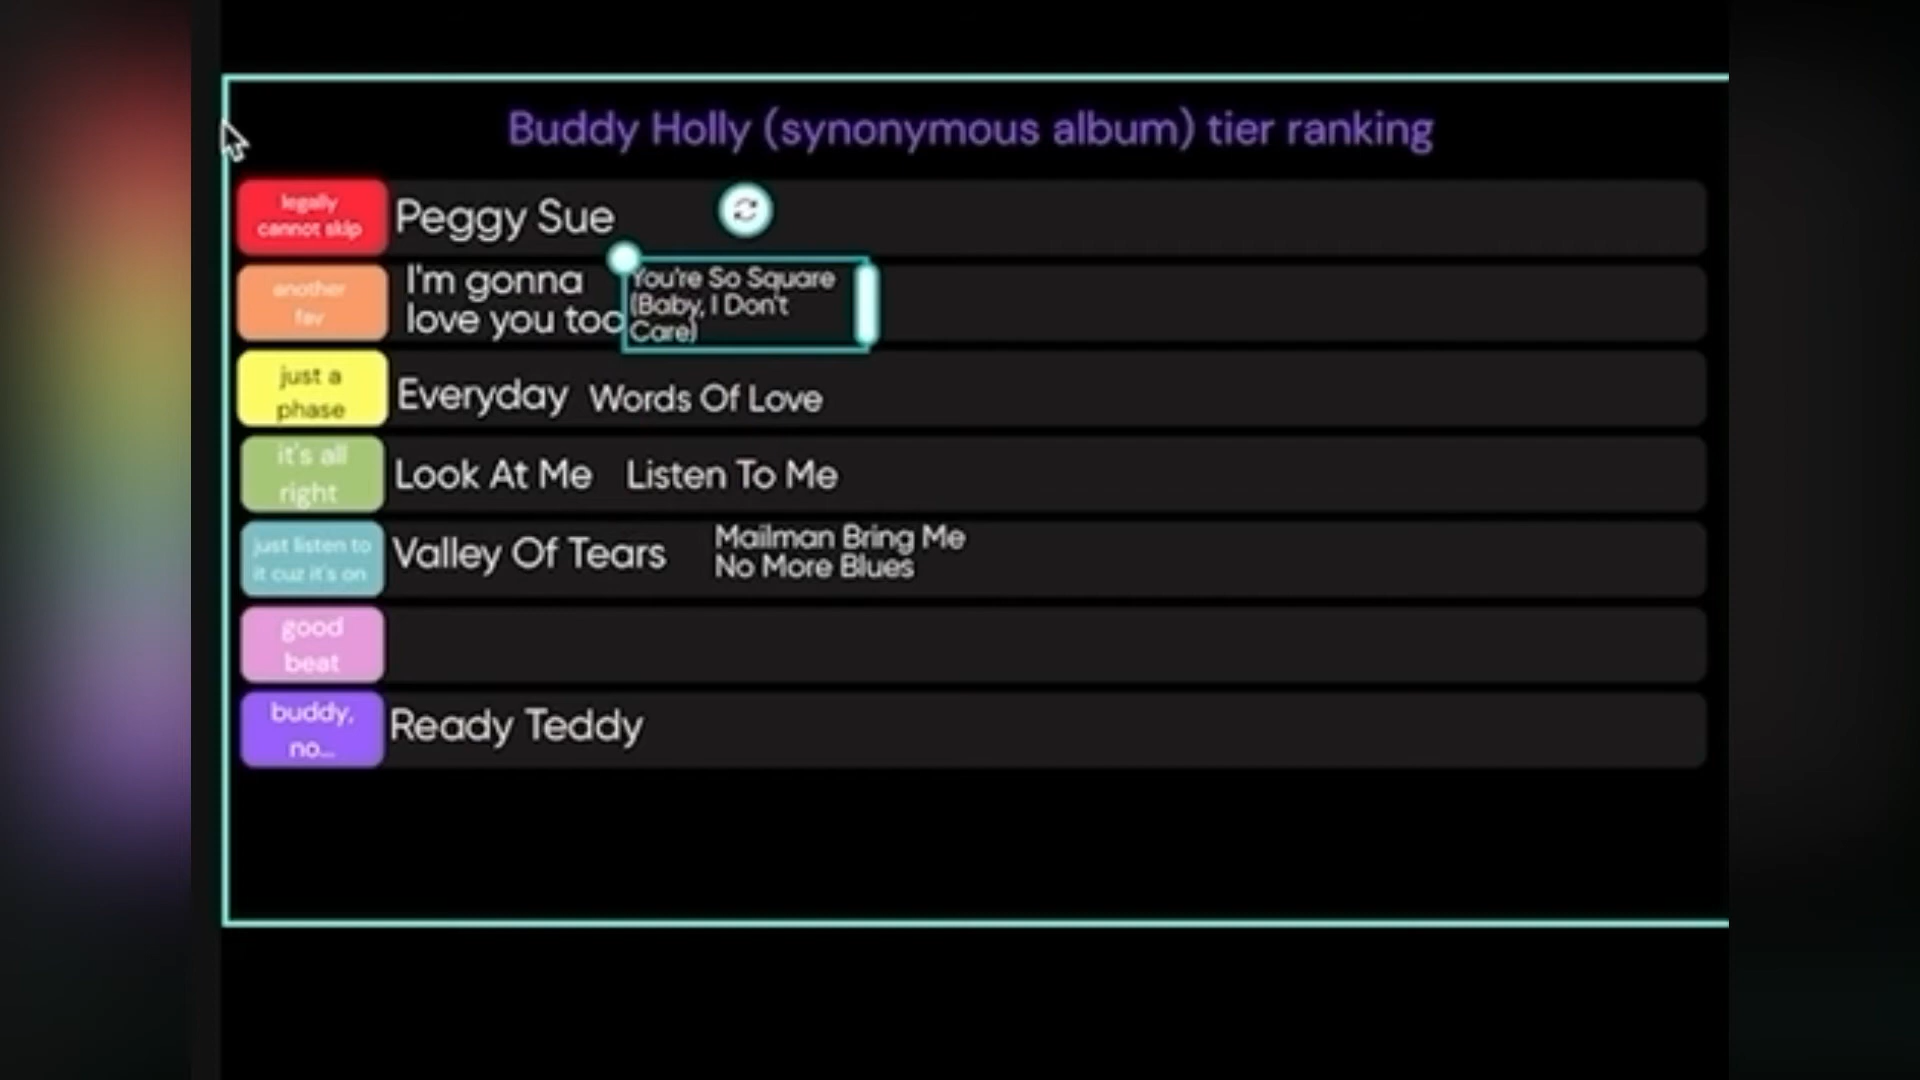 Buddy Holly (synonymous album) tier ranking
legally
cannot skip
Peggy Sue
another
fav
I'm gonna
love you too
You're So Square
(Baby, I Don't
Care)
just a
phase
Everyday
Words Of Love
it's all
right
Look At Me
Listen To Me
just listen to
it cuz it's on
Valley Of Tears
Mailman Bring Me
No More Blues
good
beat
buddy,
no...
Ready Teddy